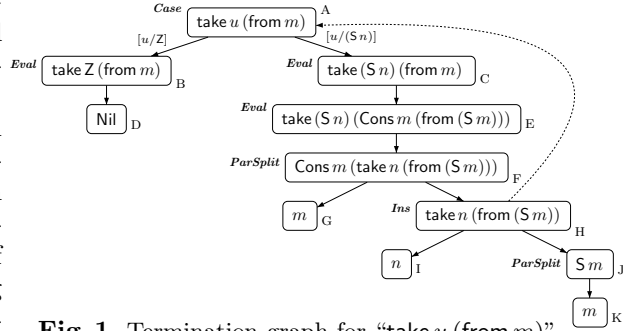 Case
take u (from m) A
[u/Z] [u/(S n)]
Eval take Z (from m) B
Eval take (S n) (from m) C
Nil D
Eval take (S n) (Cons m (from (S m))) E
ParSplit Cons m (take n (from (S m))) F
m G
Ins take n (from (S m)) H
n I
ParSplit S m J
m K
Fig. 1. Termination graph for “take u (from m)”